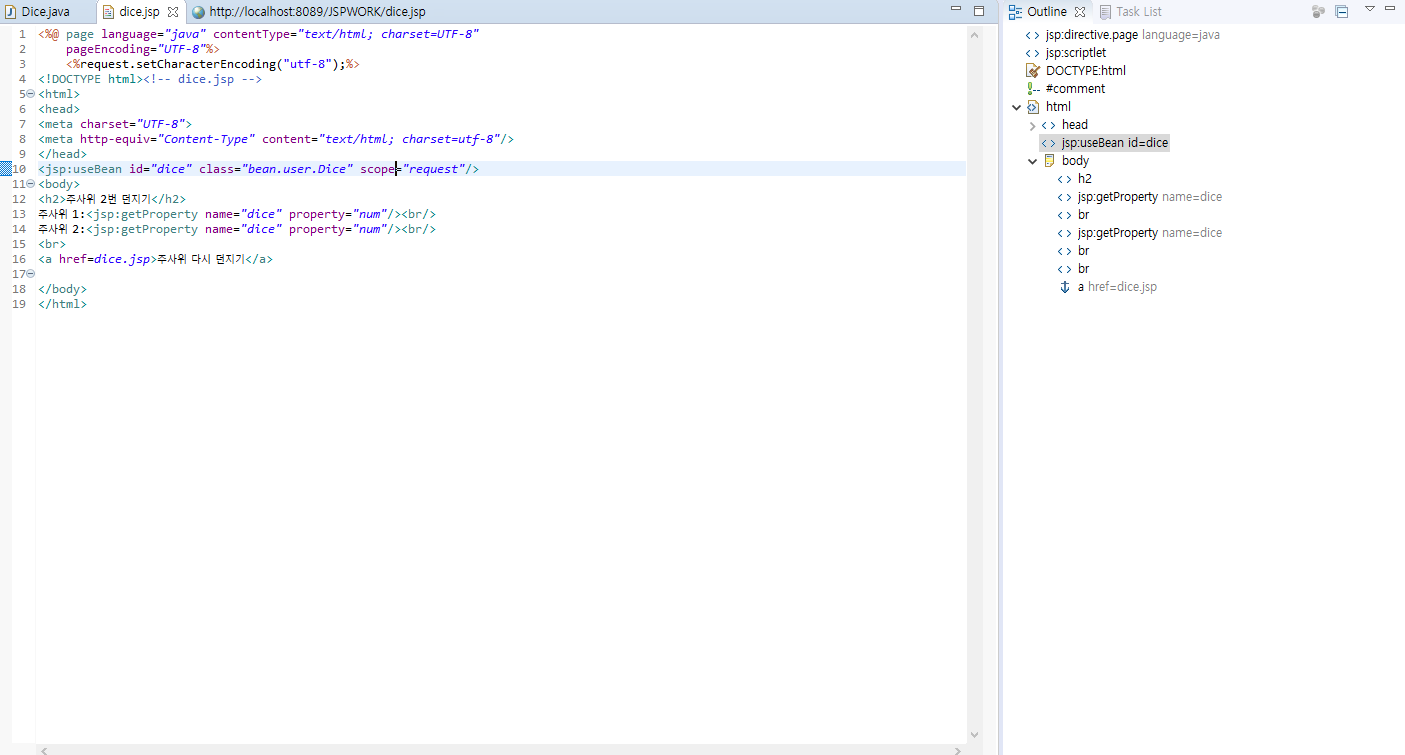 Dice.java dice.jsp http://localhost:8089/JSPWORK/dice.jsp
1 <%@ page language="java" contentType="text/html; charset=UTF-8"
2 pageEncoding="UTF-8"%>
3 <%request.setCharacterEncoding("utf-8");%>
4 <!DOCTYPE html><!-- dice.jsp -->
5 <html>
6 <head>
7 <meta charset="UTF-8">
8 <meta http-equiv="Content-Type" content="text/html; charset=utf-8"/>
9 </head>
10 <jsp:useBean id="dice" class="bean.user.Dice" scope="request"/>
11 <body>
12 <h2>주사위 2번 던지기</h2>
13 주사위 1:<jsp:getProperty name="dice" property="num"/><br/>
14 주사위 2:<jsp:getProperty name="dice" property="num"/><br/>
15 <br>
16 <a href=dice.jsp>주사위 다시 던지기</a>
17
18 </body>
19 </html>
Outline Task List
jsp:directive.page language=java
jsp:scriptlet
DOCTYPE:html
#comment
html
head
jsp:useBean id=dice
body
h2
jsp:getProperty name=dice
br
jsp:getProperty name=dice
br
br
a href=dice.jsp